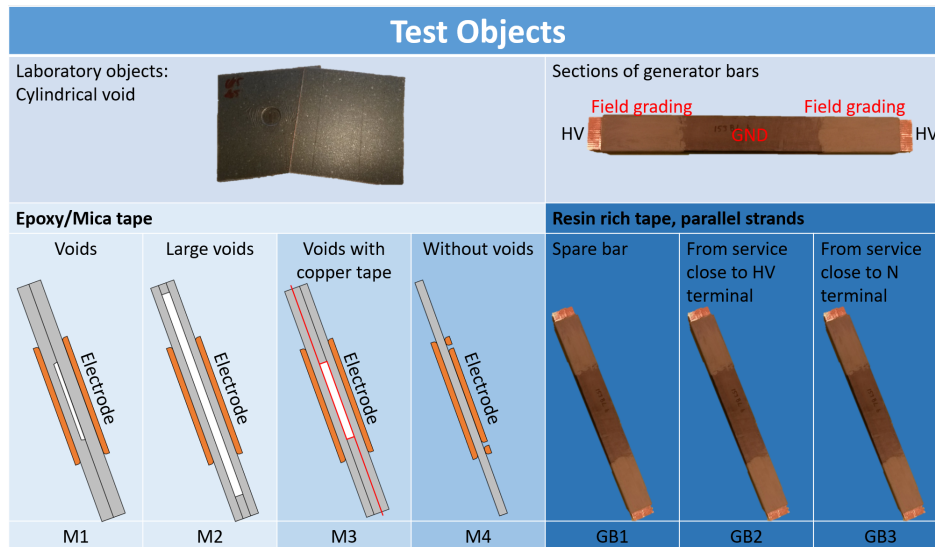 Test Objects
Laboratory objects:
Cylindrical void
Sections of generator bars
Field grading
Field grading
HV
GND
HV
Epoxy/Mica tape
Resin rich tape, parallel strands
Voids
Large voids
Voids with
copper tape
Without voids
Spare bar
From service
close to HV
terminal
From service
close to N
terminal
Electrode
Electrode
Electrode
Electrode
M1
M2
M3
M4
GB1
GB2
GB3